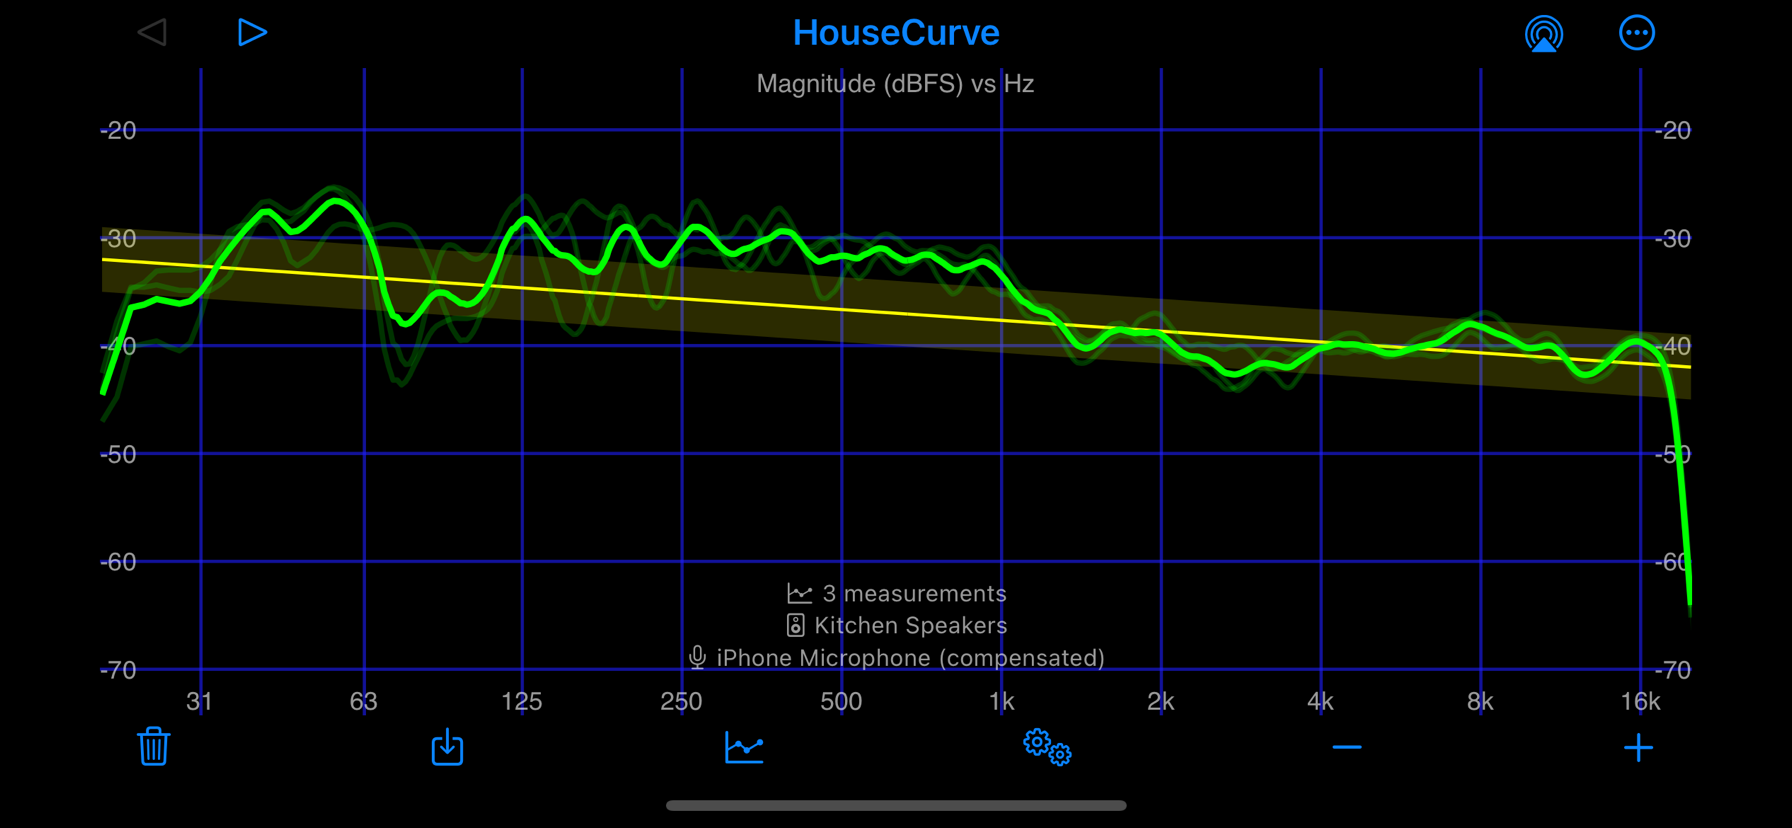 HouseCurve
Magnitude (dBFS) vs Hz
-20 -20
-30 -30
-40 -40
-50 -50
-60 -60
3 measurements
Kitchen Speakers
iPhone Microphone (compensated)
-70 -70
31 63 125 250 500 1k 2k 4k 8k 16k